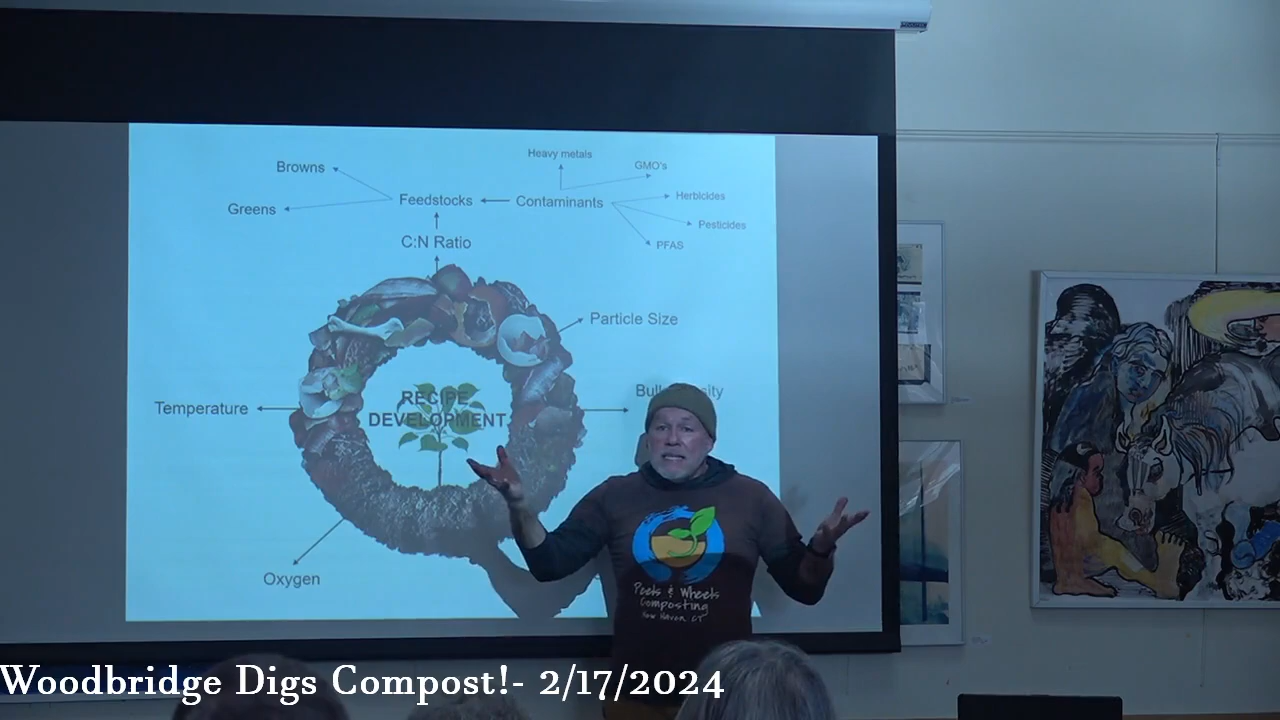 Heavy metals
GMO's
Browns
Herbicides
Feedstocks
Contaminants
Greens
Pesticides
C:N Ratio
PFAS
Particle Size
RECIPE
DEVELOPMENT
Temperature
Oxygen
Peels & Wheels
Composting
New Haven, CT
Woodbridge Digs Compost!- 2/17/2024